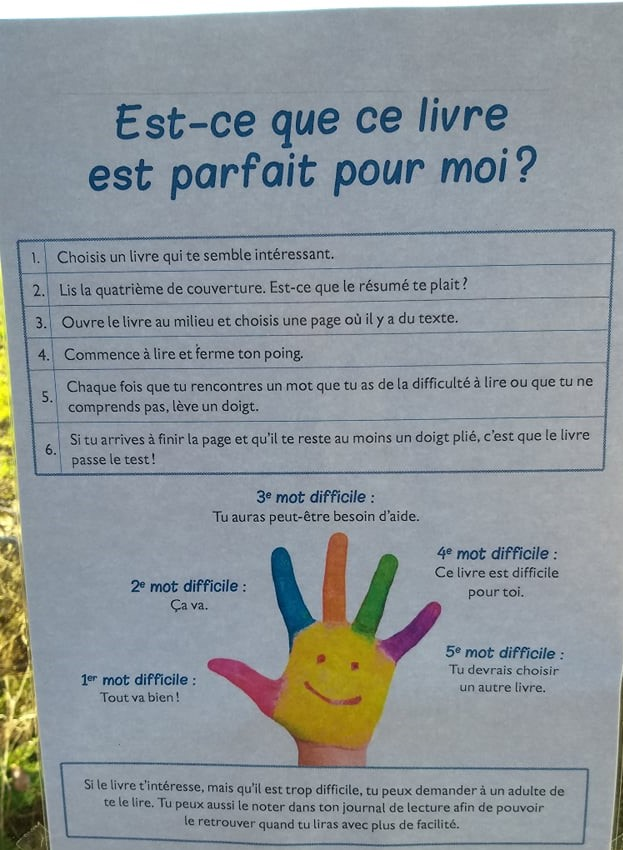 Est-ce que ce livre
est parfait pour moi ?
1. Choisis un livre qui te semble intéressant.
2. Lis la quatrième de couverture. Est-ce que le résumé te plait ?
3. Ouvre le livre au milieu et choisis une page où il y a du texte.
4. Commence à lire et ferme ton poing.
5. Chaque fois que tu rencontres un mot que tu as de la difficulté à lire ou que tu ne
comprends pas, lève un doigt.
6. Si tu arrives à finir la page et qu'il te reste au moins un doigt plié, c'est que le livre
passe le test !
3e mot difficile :
Tu auras peut-être besoin d'aide.
4e mot difficile :
Ce livre est difficile
pour toi.
2e mot difficile :
Ça va.
5e mot difficile :
Tu devrais choisir
un autre livre.
1er mot difficile :
Tout va bien !
Si le livre t'intéresse, mais qu'il est trop difficile, tu peux demander à un adulte de
te le lire. Tu peux aussi le noter dans ton journal de lecture afin de pouvoir
le retrouver quand tu liras avec plus de facilité.